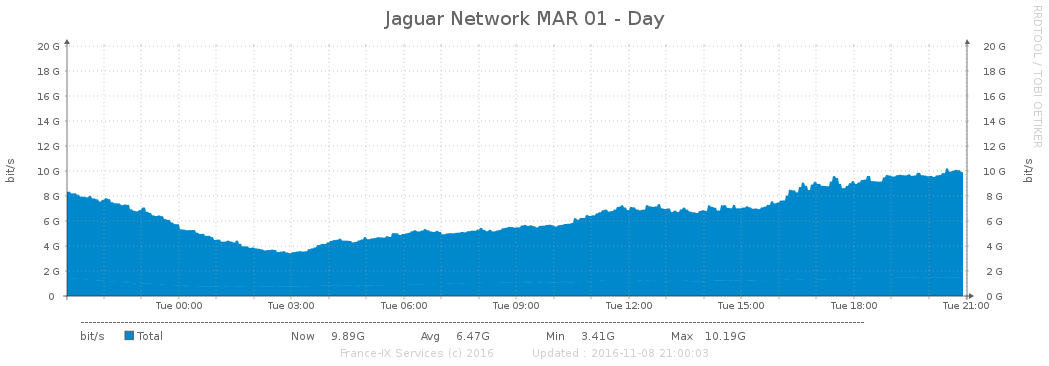 Jaguar Network MAR 01 - Day
RRDTOOL / TOBI OETIKER
bit/s
20 G
18 G
16 G
14 G
12 G
10 G
8 G
6 G
4 G
2 G
0
20 G
18 G
16 G
14 G
12 G
10 G
8 G
6 G
4 G
2 G
0 G
bit/s
Tue 00:00 Tue 03:00 Tue 06:00 Tue 09:00 Tue 12:00 Tue 15:00 Tue 18:00 Tue 21:00
bit/s Total Now 9.89G Avg 6.47G Min 3.41G Max 10.19G
France-IX Services (c) 2016 Updated : 2016-11-08 21:00:03